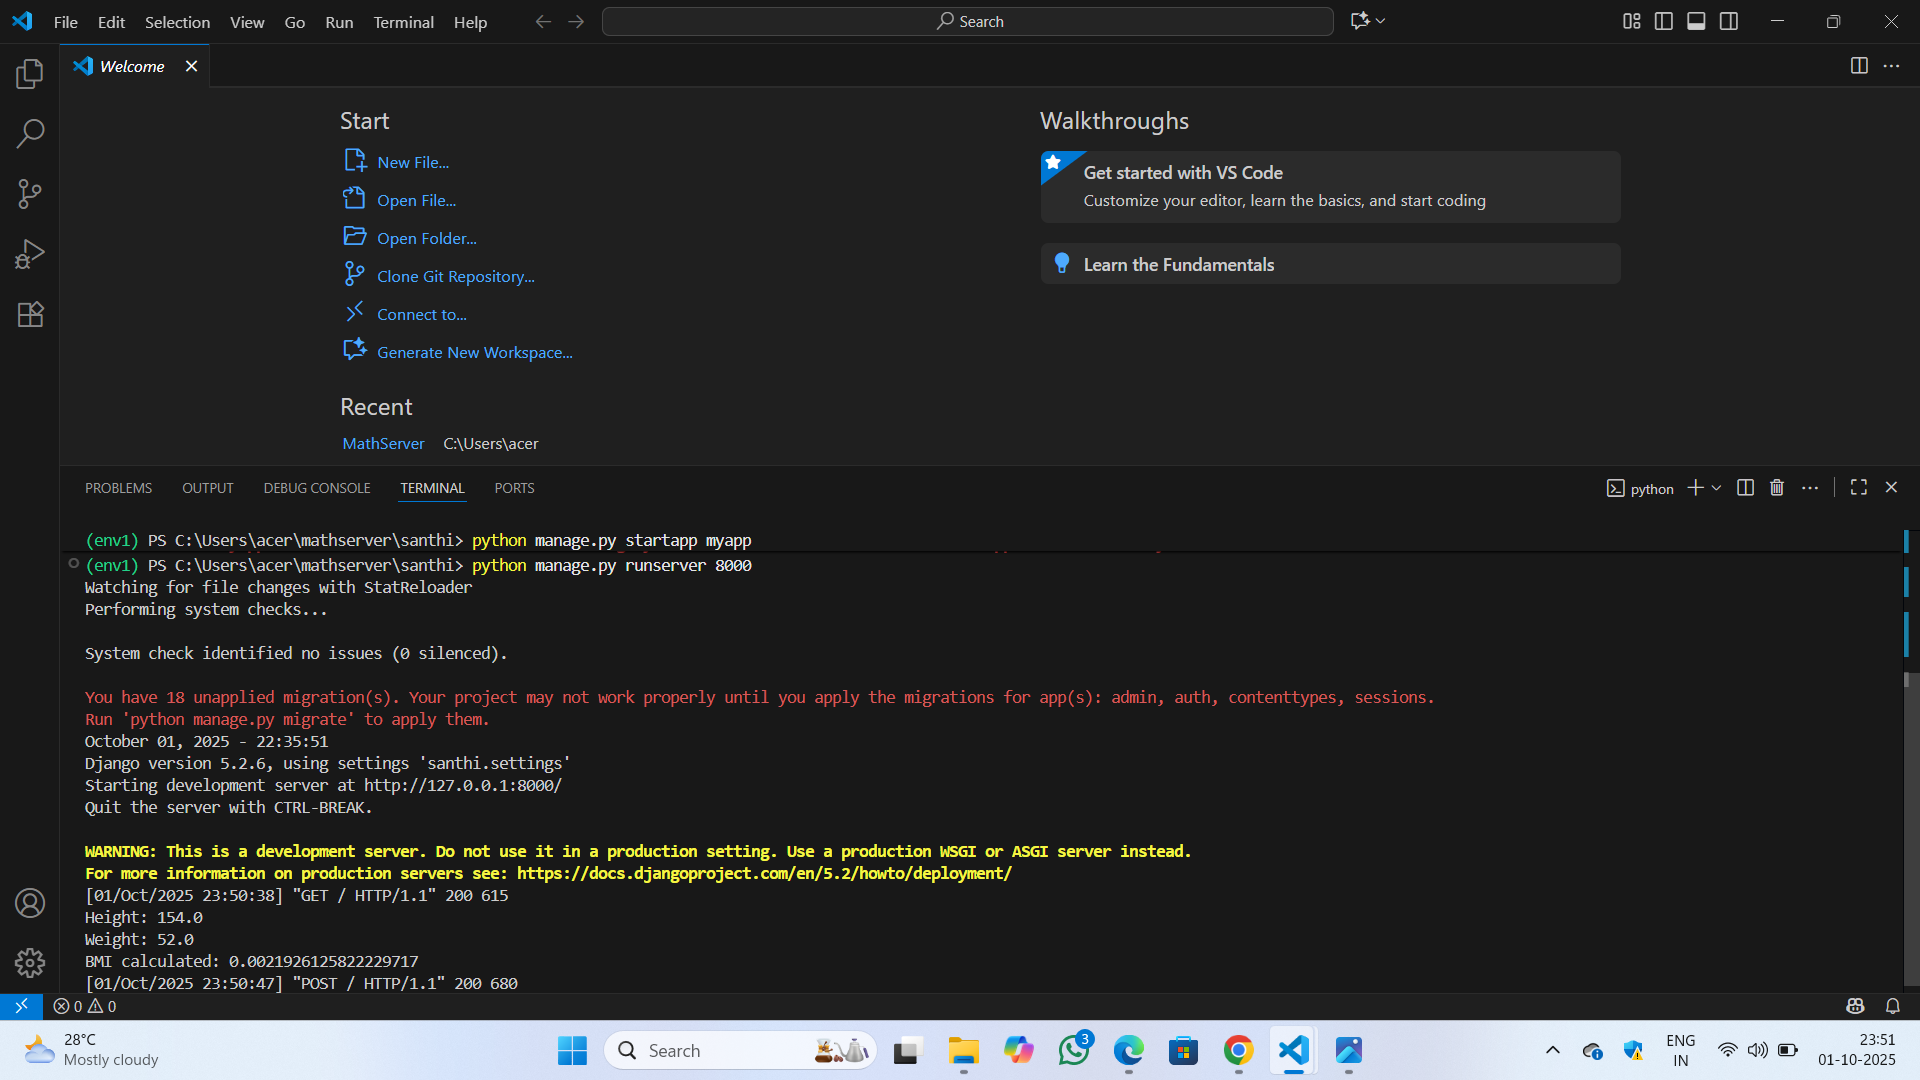 File Edit Selection View Go Run Terminal Help
Search
Welcome
Start
New File...
Open File...
Open Folder...
Clone Git Repository...
Connect to...
Generate New Workspace...
Recent
MathServer C:\Users\acer
Walkthroughs
Get started with VS Code
Customize your editor, learn the basics, and start coding
Learn the Fundamentals
PROBLEMS OUTPUT DEBUG CONSOLE TERMINAL PORTS
python
(env1) PS C:\Users\acer\mathserver\santhi> python manage.py startapp myapp
(env1) PS C:\Users\acer\mathserver\santhi> python manage.py runserver 8000
Watching for file changes with StatReloader
Performing system checks...
System check identified no issues (0 silenced).
You have 18 unapplied migration(s). Your project may not work properly until you apply the migrations for app(s): admin, auth, contenttypes, sessions.
Run 'python manage.py migrate' to apply them.
October 01, 2025 - 22:35:51
Django version 5.2.6, using settings 'santhi.settings'
Starting development server at http://127.0.0.1:8000/
Quit the server with CTRL-BREAK.
WARNING: This is a development server. Do not use it in a production setting. Use a production WSGI or ASGI server instead.
For more information on production servers see: https://docs.djangoproject.com/en/5.2/howto/deployment/
[01/Oct/2025 23:50:38] "GET / HTTP/1.1" 200 615
Height: 154.0
Weight: 52.0
BMI calculated: 0.0021926125822229717
[01/Oct/2025 23:50:47] "POST / HTTP/1.1" 200 680
0 0
28°C
Mostly cloudy
Search
3
ENG
IN
23:51
01-10-2025